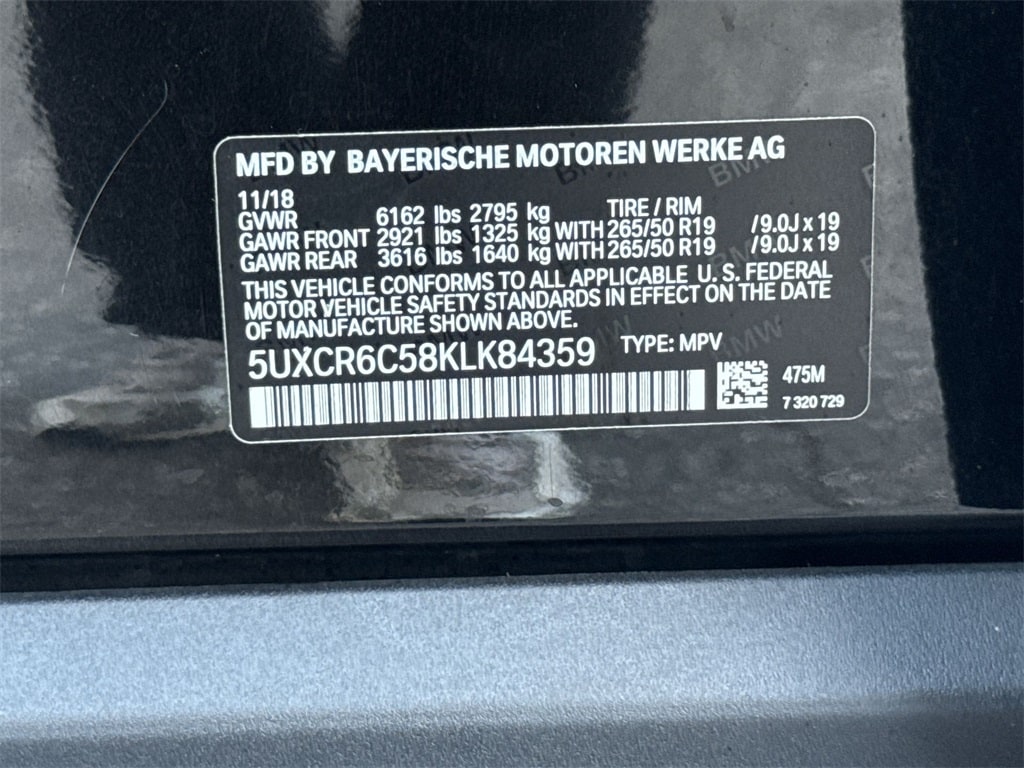 MFD BY BAYERISCHE MOTOREN WERKE AG
11/18
GVWR 6162 lbs 2795 kg TIRE / RIM
GAWR FRONT 2921 lbs 1325 kg WITH 265/50 R19 /9.0J x 19
GAWR REAR 3616 lbs 1640 kg WITH 265/50 R19 /9.0J x 19
THIS VEHICLE CONFORMS TO ALL APPLICABLE U. S. FEDERAL
MOTOR VEHICLE SAFETY STANDARDS IN EFFECT ON THE DATE
OF MANUFACTURE SHOWN ABOVE.
5UXCR6C58KLK84359 TYPE: MPV
475M
7 320 729